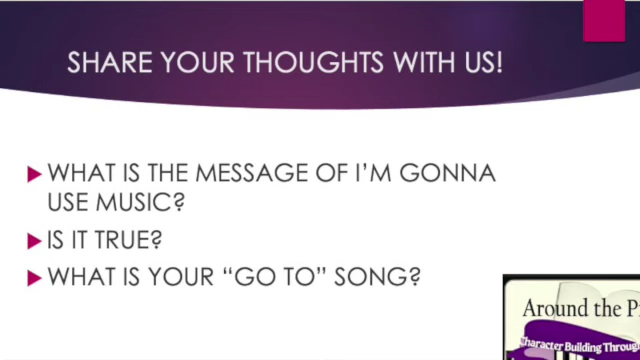 SHARE YOUR THOUGHTS WITH US!
WHAT IS THE MESSAGE OF I'M GONNA
USE MUSIC?
IS IT TRUE?
WHAT IS YOUR “GO TO” SONG?
Around the
Character Building Through